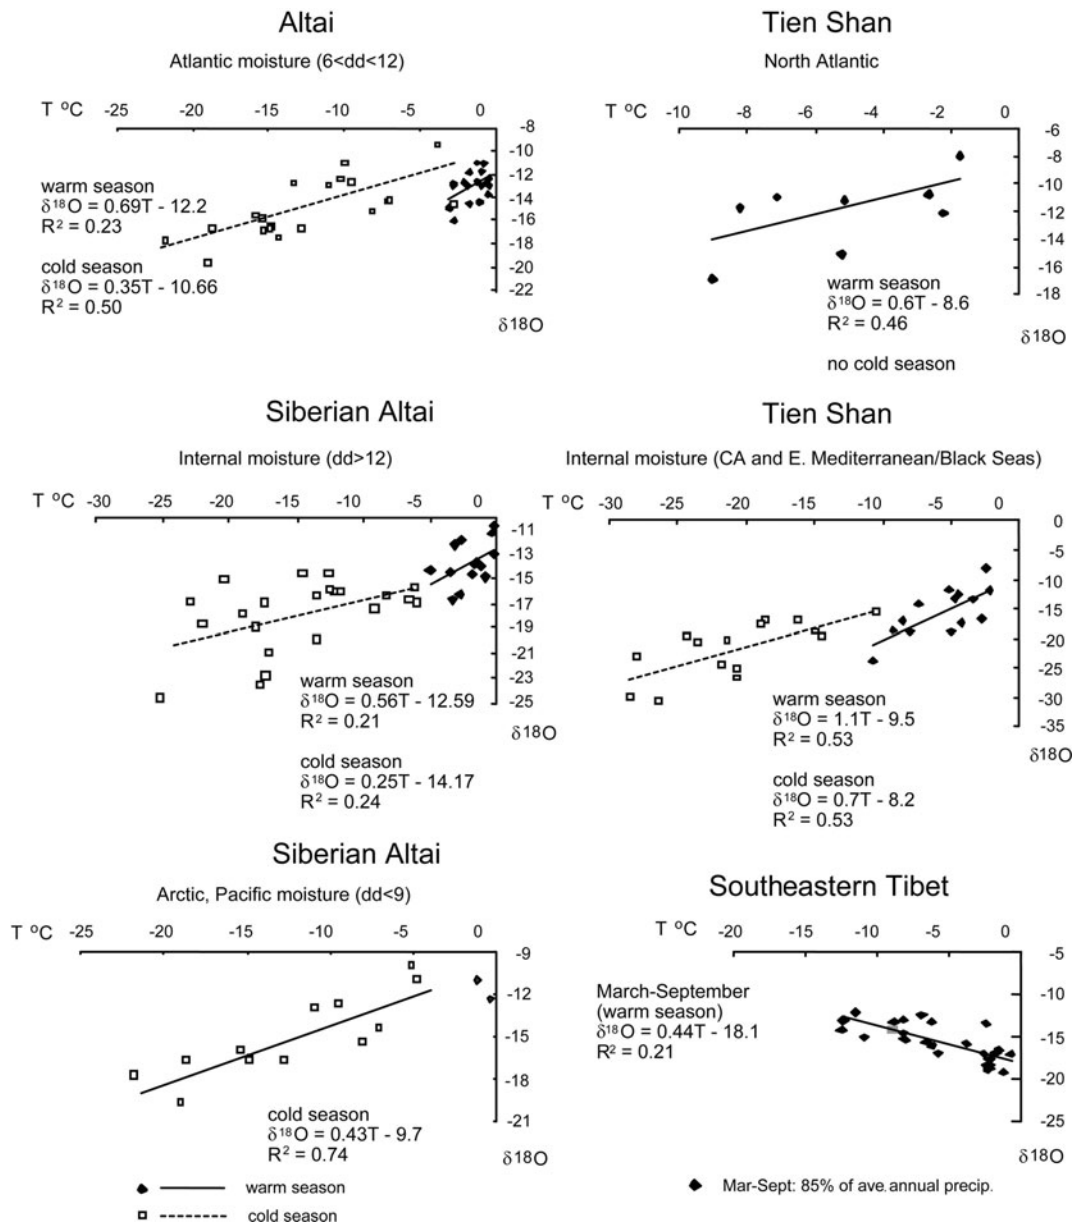 Altai
Atlantic moisture (6<dd<12)
T °C -25 -20 -15 -10 -5 0
-8
-10
-12
-14
-16
-18
-20
-22
δ18O
warm season
δ18O = 0.69T - 12.2
R2 = 0.23
cold season
δ18O = 0.35T - 10.66
R2 = 0.50
Tien Shan
North Atlantic
T °C -10 -8 -6 -4 -2 0
-6
-8
-10
-12
-14
-16
-18
δ18O
warm season
δ18O = 0.6T - 8.6
R2 = 0.46
no cold season
Siberian Altai
Internal moisture (dd>12)
T °C -30 -25 -20 -15 -10 -5 0
-11
-13
-15
-17
-19
-21
-23
-25
δ18O
warm season
δ18O = 0.56T - 12.59
R2 = 0.21
cold season
δ18O = 0.25T - 14.17
R2 = 0.24
Tien Shan
Internal moisture (CA and E. Mediterranean/Black Seas)
T °C -30 -25 -20 -15 -10 -5 0
0
-5
-10
-15
-20
-25
-30
-35
δ18O
warm season
δ18O = 1.1T - 9.5
R2 = 0.53
cold season
δ18O = 0.7T - 8.2
R2 = 0.53
Siberian Altai
Arctic, Pacific moisture (dd<9)
T °C -25 -20 -15 -10 -5 0
-9
-12
-15
-18
-21
δ18O
cold season
δ18O = 0.43T - 9.7
R2 = 0.74
warm season
cold season
Southeastern Tibet
T °C -20 -15 -10 -5 0
-5
-10
-15
-20
-25
δ18O
March-September
(warm season)
δ18O = 0.44T - 18.1
R2 = 0.21
Mar-Sept: 85% of ave. annual precip.